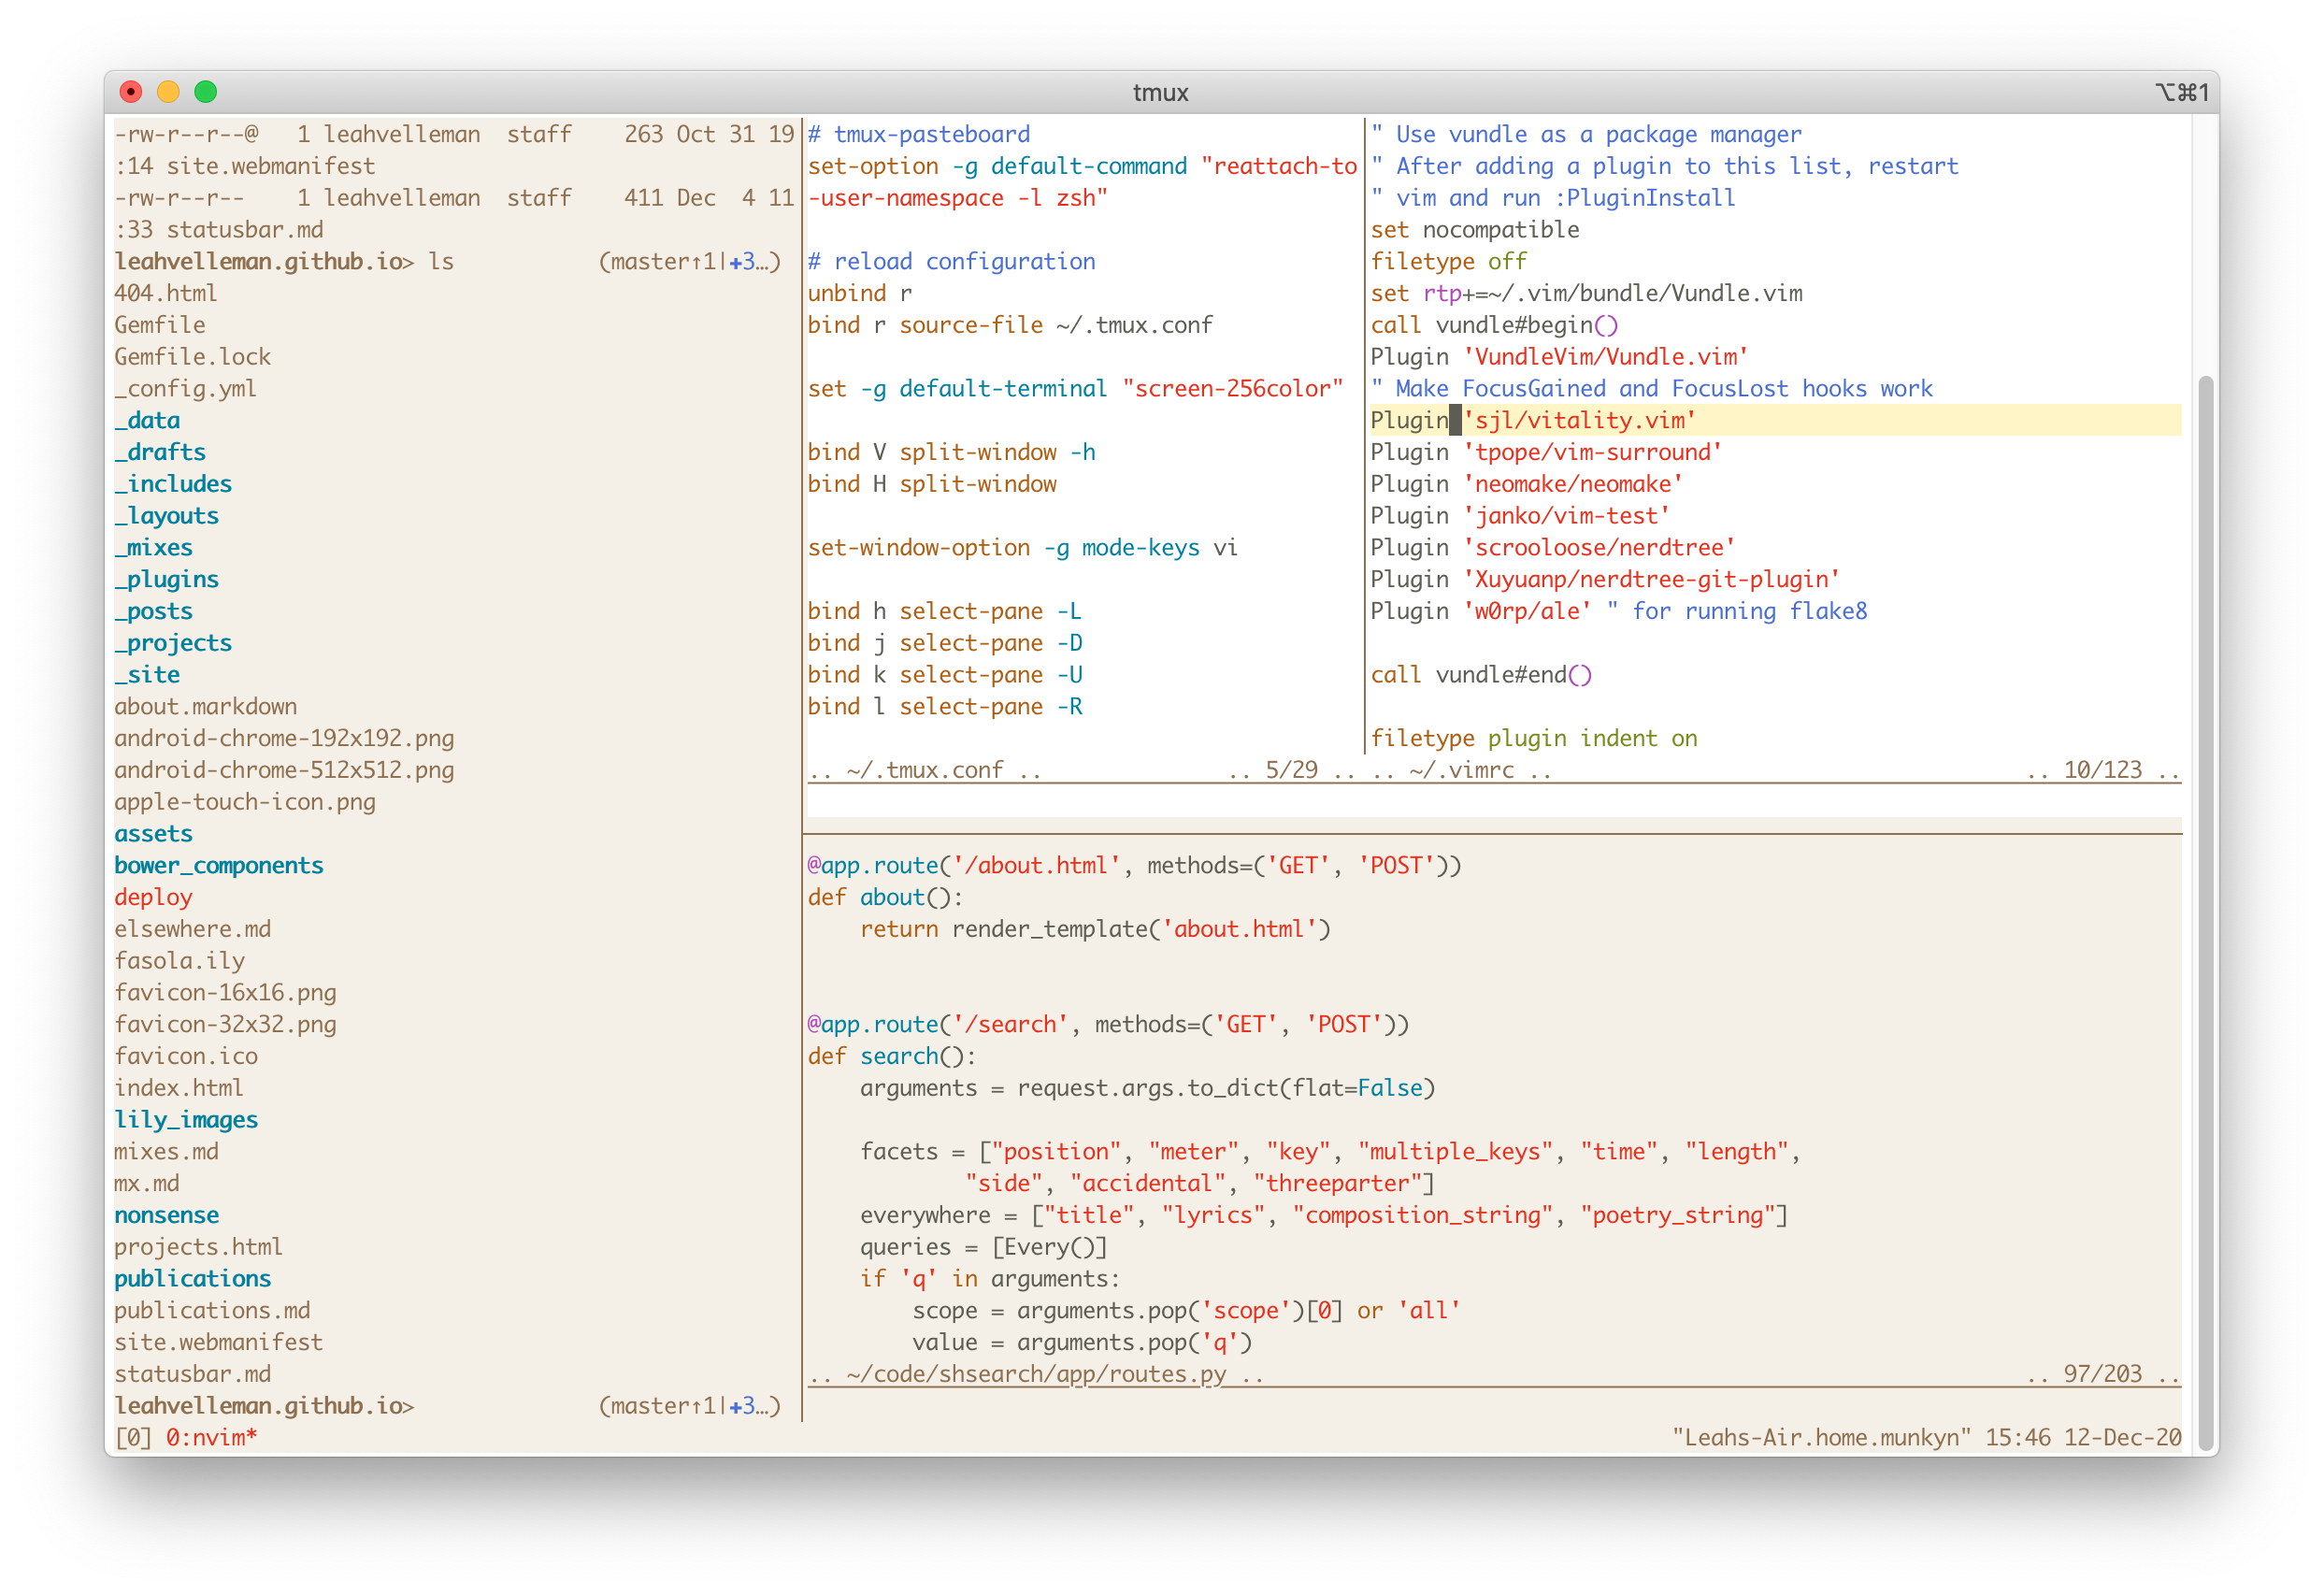 tmux
⌥⌘1
-rw-r--r--@   1 leahvelleman  staff    263 Oct 31 19
:14 site.webmanifest
-rw-r--r--    1 leahvelleman  staff    411 Dec  4 11
:33 statusbar.md
leahvelleman.github.io> ls           (master↑1|✚3…)
404.html
Gemfile
Gemfile.lock
_config.yml
_data
_drafts
_includes
_layouts
_mixes
_plugins
_posts
_projects
_site
about.markdown
android-chrome-192x192.png
android-chrome-512x512.png
apple-touch-icon.png
assets
bower_components
deploy
elsewhere.md
fasola.ily
favicon-16x16.png
favicon-32x32.png
favicon.ico
index.html
lily_images
mixes.md
mx.md
nonsense
projects.html
publications
publications.md
site.webmanifest
statusbar.md
leahvelleman.github.io>              (master↑1|✚3…)
# tmux-pasteboard
set-option -g default-command "reattach-to
-user-namespace -l zsh"
# reload configuration
unbind r
bind r source-file ~/.tmux.conf
set -g default-terminal "screen-256color"
bind V split-window -h
bind H split-window
set-window-option -g mode-keys vi
bind h select-pane -L
bind j select-pane -D
bind k select-pane -U
bind l select-pane -R
.. ~/.tmux.conf ..              .. 5/29 ..
" Use vundle as a package manager
" After adding a plugin to this list, restart
" vim and run :PluginInstall
set nocompatible
filetype off
set rtp+=~/.vim/bundle/Vundle.vim
call vundle#begin()
Plugin 'VundleVim/Vundle.vim'
" Make FocusGained and FocusLost hooks work
Plugin 'sjl/vitality.vim'
Plugin 'tpope/vim-surround'
Plugin 'neomake/neomake'
Plugin 'janko/vim-test'
Plugin 'scrooloose/nerdtree'
Plugin 'Xuyuanp/nerdtree-git-plugin'
Plugin 'w0rp/ale' " for running flake8
call vundle#end()
filetype plugin indent on
.. ~/.vimrc ..                                    .. 10/123 ..
@app.route('/about.html', methods=('GET', 'POST'))
def about():
    return render_template('about.html')
@app.route('/search', methods=('GET', 'POST'))
def search():
    arguments = request.args.to_dict(flat=False)
    facets = ["position", "meter", "key", "multiple_keys", "time", "length",
            "side", "accidental", "threeparter"]
    everywhere = ["title", "lyrics", "composition_string", "poetry_string"]
    queries = [Every()]
    if 'q' in arguments:
        scope = arguments.pop('scope')[0] or 'all'
        value = arguments.pop('q')
.. ~/code/shsearch/app/routes.py ..                                    .. 97/203 ..
[0] 0:nvim*                    "Leahs-Air.home.munkyn" 15:46 12-Dec-20